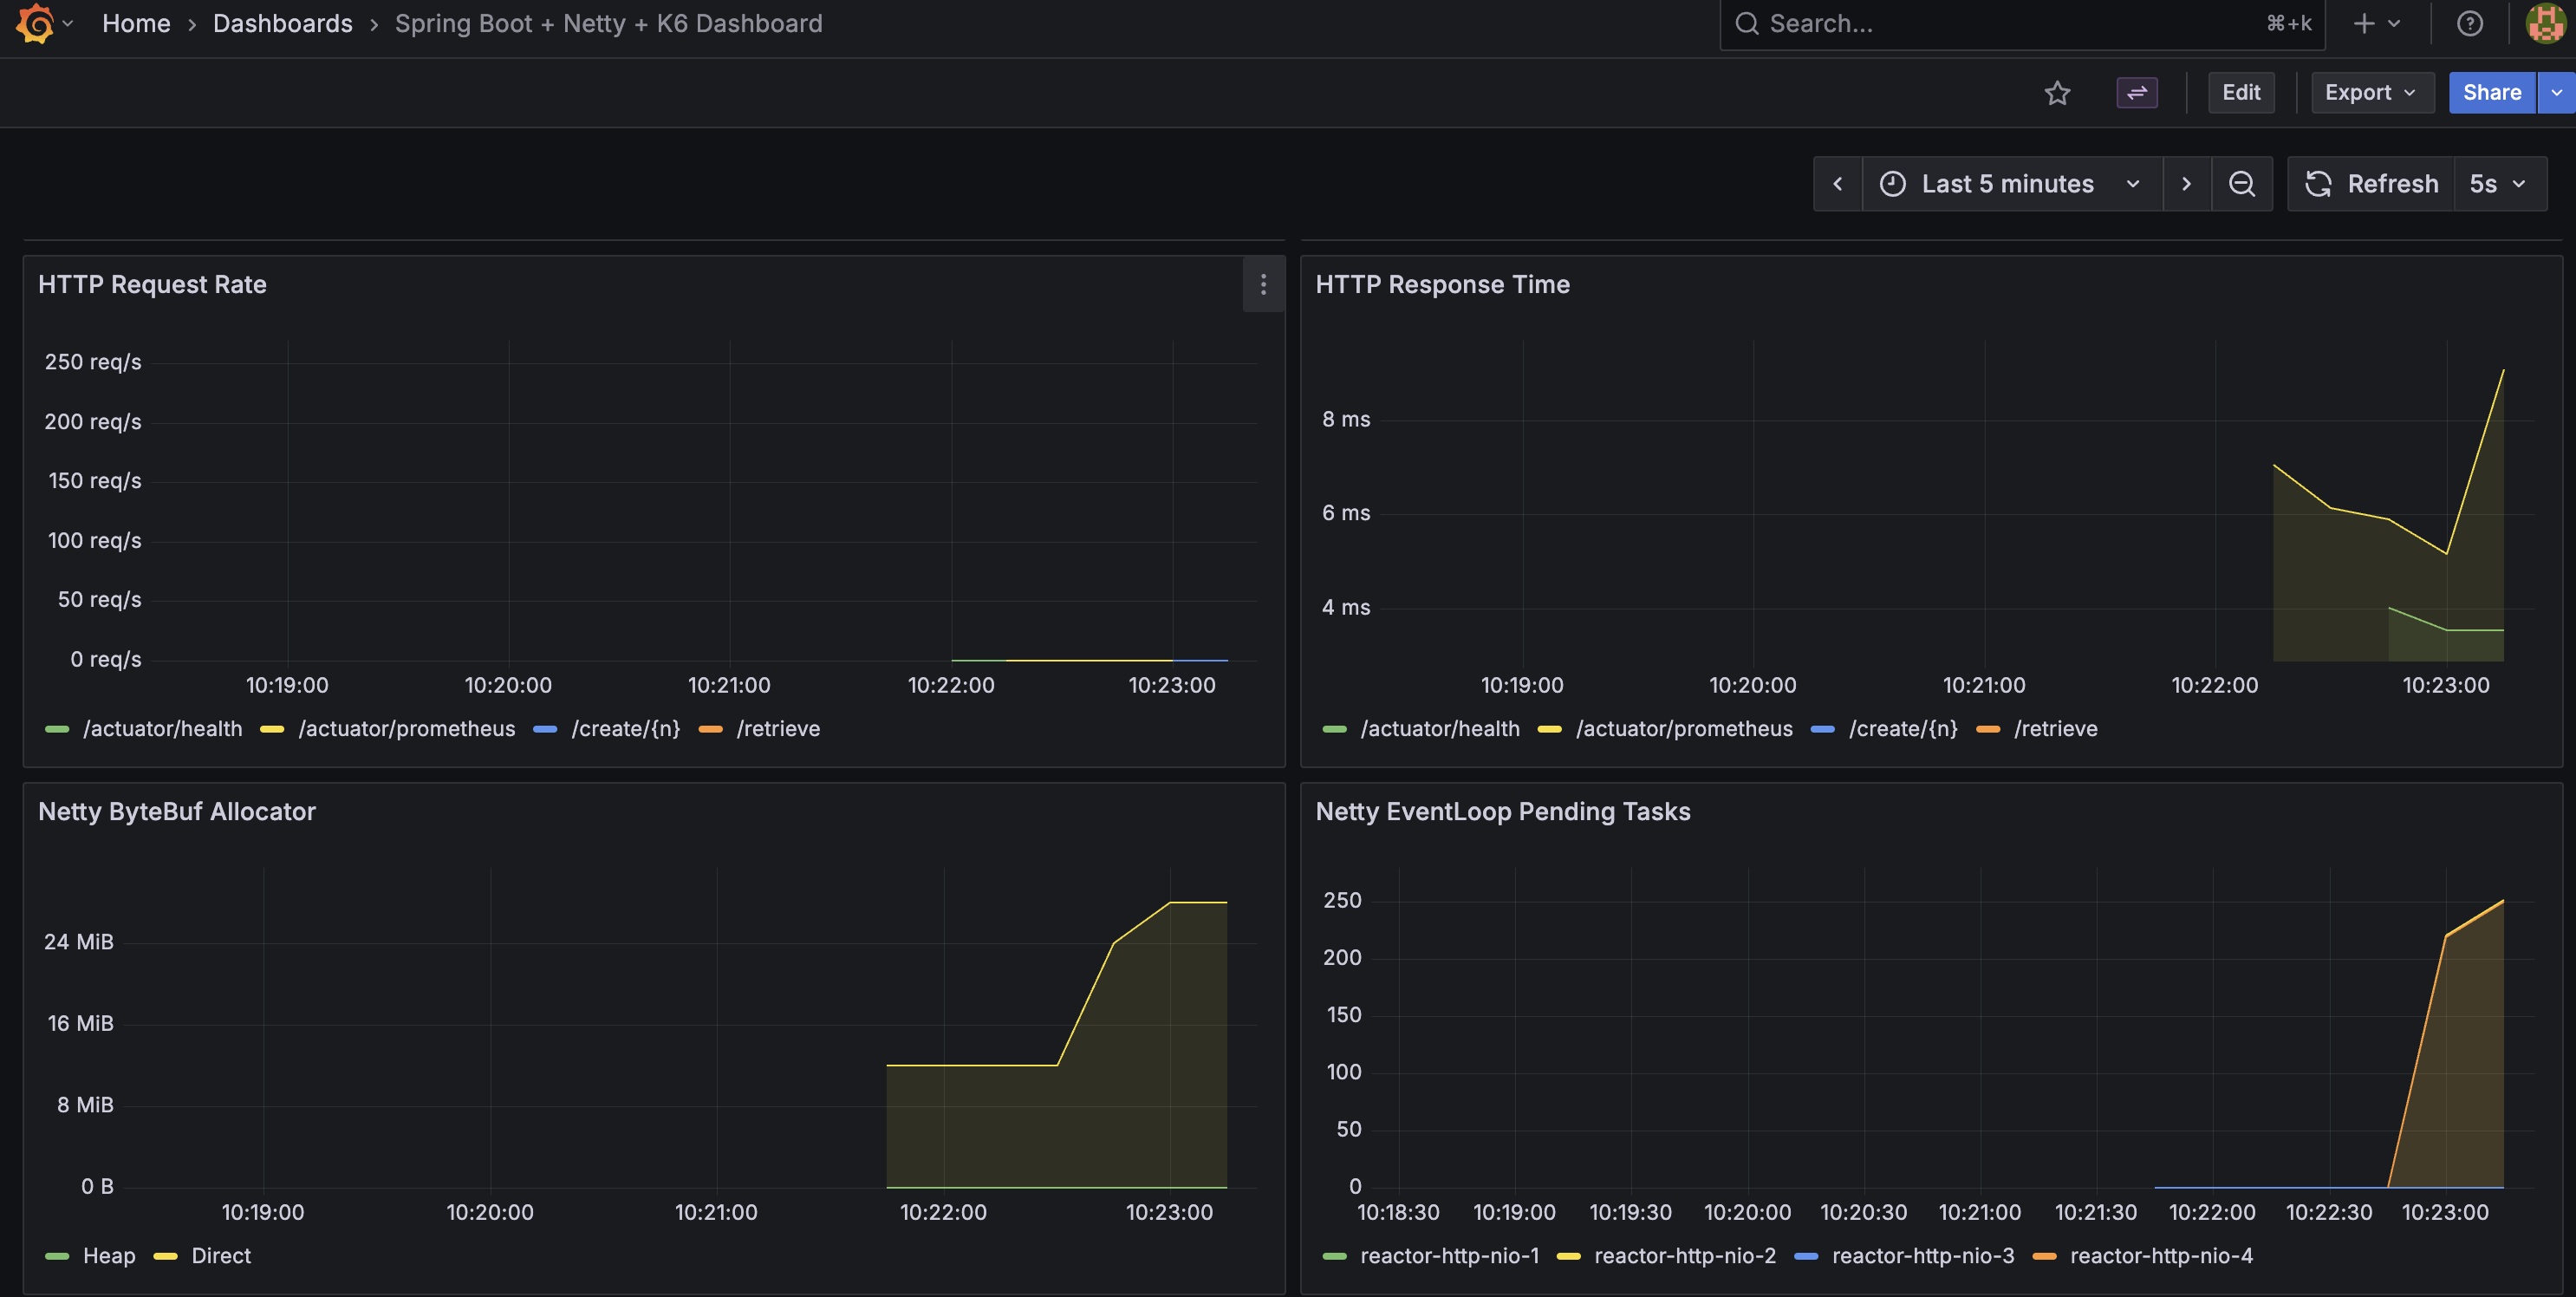 Home › Dashboards › Spring Boot + Netty + K6 Dashboard
Search...
⌘+k
Edit
Export
Share
Last 5 minutes
Refresh
5s
HTTP Request Rate
250 req/s
200 req/s
150 req/s
100 req/s
50 req/s
0 req/s
10:19:00 10:20:00 10:21:00 10:22:00 10:23:00
/actuator/health /actuator/prometheus /create/{n} /retrieve
HTTP Response Time
8 ms
6 ms
4 ms
10:19:00 10:20:00 10:21:00 10:22:00 10:23:00
/actuator/health /actuator/prometheus /create/{n} /retrieve
Netty ByteBuf Allocator
24 MiB
16 MiB
8 MiB
0 B
10:19:00 10:20:00 10:21:00 10:22:00 10:23:00
Heap Direct
Netty EventLoop Pending Tasks
250
200
150
100
50
0
10:18:30 10:19:00 10:19:30 10:20:00 10:20:30 10:21:00 10:21:30 10:22:00 10:22:30 10:23:00
reactor-http-nio-1 reactor-http-nio-2 reactor-http-nio-3 reactor-http-nio-4